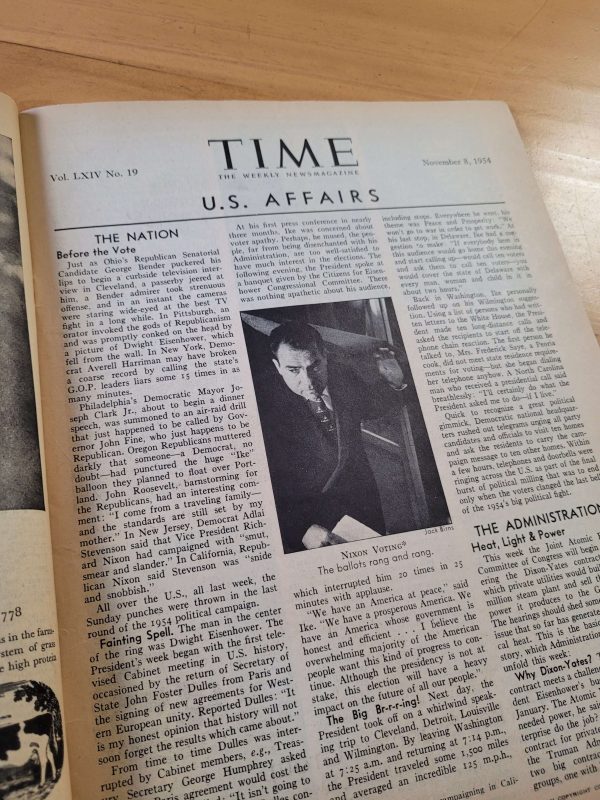 Vol. LXIV No. 19
TIME
THE WEEKLY NEWSMAGAZINE
November 8, 1954
U.S. AFFAIRS
THE NATION
Before the Vote
Just as Ohio's Republican Senatorial
Candidate George Bender puckered his
lips to begin a curbside television inter-
view in Cleveland, a passerby jeered at
him, a Bender admirer took strenuous
offense, and in an instant the cameras
were staring wide-eyed at the best TV
fight in a long while. In Pittsburgh, an
orator invoked the gods of Republicanism
and was promptly conked on the head by
a picture of Dwight Eisenhower, which
fell from the wall. In New York, Demo-
crat Averell Harriman may have broken
a coarse record by calling the state's
G.O.P. leaders liars some 15 times in as
many minutes.
Philadelphia's Democratic Mayor Jo-
seph Clark Jr., about to begin a dinner
speech, was summoned to an air-raid drill
that just happened to be called by Gov-
ernor John Fine, who just happens to be
Republican. Oregon Republicans muttered
darkly that someone—a Democrat, no
doubt—had punctured the huge "Ike"
balloon they planned to float over Port-
land. John Roosevelt, barnstorming for
the Republicans, had an interesting com-
ment: "I come from a traveling family—
and the standards are still set by my
mother." In New Jersey, Democrat Adlai
Stevenson said that Vice President Rich-
ard Nixon had campaigned with "smut,
smear and slander." In California, Repub-
lican Nixon said Stevenson was "snide
and snobbish."
All over the U.S., all last week, the
Sunday punches were thrown in the last
round of the 1954 political campaign.
Fainting Spell. The man in the center
of the ring was Dwight Eisenhower. The
President's week began with the first tele-
vised Cabinet meeting in U.S. history,
occasioned by the return of Secretary of
State John Foster Dulles from Paris and
the signing of new agreements for West-
ern European unity. Reported Dulles: "It
is my honest opinion that history will not
soon forget the results which came about."
From time to time Dulles was inter-
rupted by Cabinet members, e.g., Treas-
ury Secretary George Humphrey asked
Paris agreement would cost the
"It isn't going to
At his first press conference in nearly
three months, Ike was concerned about
voter apathy. Perhaps, he mused, the peo-
ple, far from being disenchanted with his
Administration, are too well-satisfied to
have much interest in the elections. The
following evening, the President spoke at
a banquet given by the Citizens for Eisen-
hower Congressional Committee. There
was nothing apathetic about his audience,
Jack Birns
NIXON VOTING
The ballots rang and rang.
which interrupted him 20 times in 25
minutes with applause.
"We have an America at peace," said
Ike. "We have a prosperous America. We
have an America whose government is
honest and efficient . . . I believe the
overwhelming majority of the American
people want this kind of progress to con-
tinue. Although the presidency is not at
stake, this election will have a heavy
impact on the future of all our people."
The Big Br-r-ring! Next day, the
President took off on a whirlwind speak-
ing trip to Cleveland, Detroit, Louisville
and Wilmington. By leaving Washington
at 7:25 a.m. and returning at 7:14 p.m.,
the President traveled some 1,500 miles
and averaged an incredible 125 m.p.h.,
campaigning in Cali-
including stops. Everywhere he went, his
theme was Peace and Prosperity: "We
won't go to war in order to get work." At
his last stop, in Delaware, Ike had a sug-
gestion to make. "If everybody here in
this audience would go home this evening
and start calling up—would call ten voters
and ask them to call ten voters—you
would cover the state of Delaware with
every man, woman and child in it in
about two hours."
Back in Washington, Ike personally
followed up on his Wilmington sugges-
tion. Using a list of persons who had writ-
ten letters to the White House, the Presi-
dent made ten long-distance calls and
asked the recipients to start off the tele-
phone chain reaction. The first person he
talked to, Mrs. Frederick Saye, a Peoria
cook, did not meet state residence require-
ments for voting—but she began dialing
her telephone anyhow. A North Carolina
man who received a presidential call said
breathlessly: "I'll certainly do what the
President asked me to do—if I live."
Quick to recognize a great political
gimmick, Democratic national headquar-
ters rushed out telegrams urging all party
candidates and officials to visit ten homes
and ask the residents to carry the cam-
paign message to ten other homes. Within
a few hours, telephones and doorbells were
ringing across the U.S. as part of the final
burst of political milling that was to end
only when the voters changed the last bell
of the 1954's big political fight.
THE ADMINISTRATION
Heat, Light & Power
This week the Joint Atomic
Committee of Congress will begin
ering the Dixon-Yates contract
which private utilities would build
million steam plant and sell the
power it produces to the
The hearings should shed some
issue that so far has generated
cal heat. This is the basic
story, which Administration
unfold this week:
Why Dixon-Yates?
contract meets a challenge
dent Eisenhower's
January. The Atomic
needed power, he said
terprise do the job?
contract for private
the Truman
two big contracts
groups, one with
778
s in the farm-
system of gras
e high protein